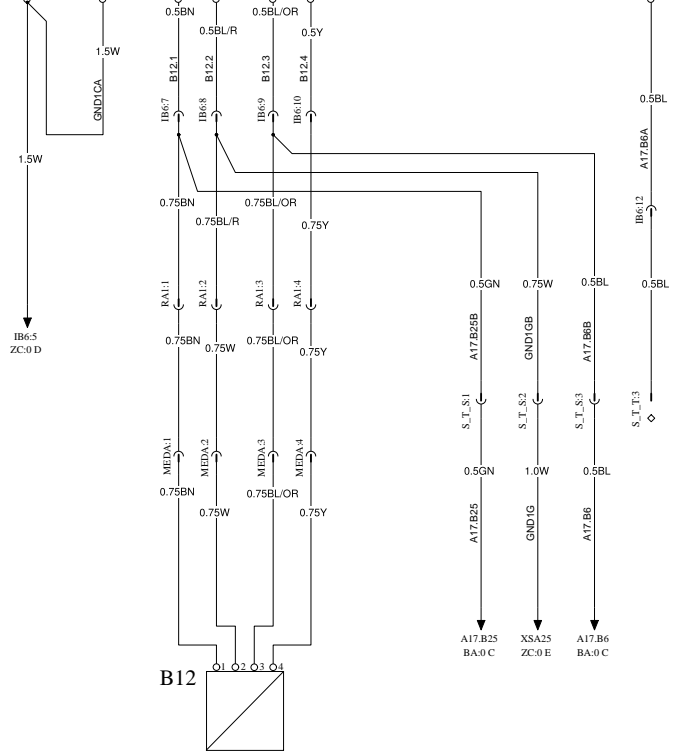 0.5BN
0.5BL/R
0.5BL/OR
0.5Y
1.5W
GND1CA
B12.1
B12.2
B12.3
B12.4
0.5BL
A17.B6A
IB6:7
IB6:8
IB6:9
IB6:10
1.5W
0.75BN
0.75BL/R
0.75BL/OR
0.75Y
IB6:12
RA1:1
RA1:2
RA1:3
RA1:4
0.5GN
0.75W
0.5BL
0.5BL
IB6:5
ZC:0 D
0.75BN
0.75W
0.75BL/OR
0.75Y
A17.B25B
GND1GB
A17.B6B
S_T_S:1
S_T_S:2
S_T_S:3
S_T_T:3
MEDA:1
MEDA:2
MEDA:3
MEDA:4
0.5GN
1.0W
0.5BL
0.75BN
0.75W
0.75BL/OR
0.75Y
A17.B25
GND1G
A17.B6
A17.B25
BA:0 C
XSA25
ZC:0 E
A17.B6
BA:0 C
B12
1 2 3 4